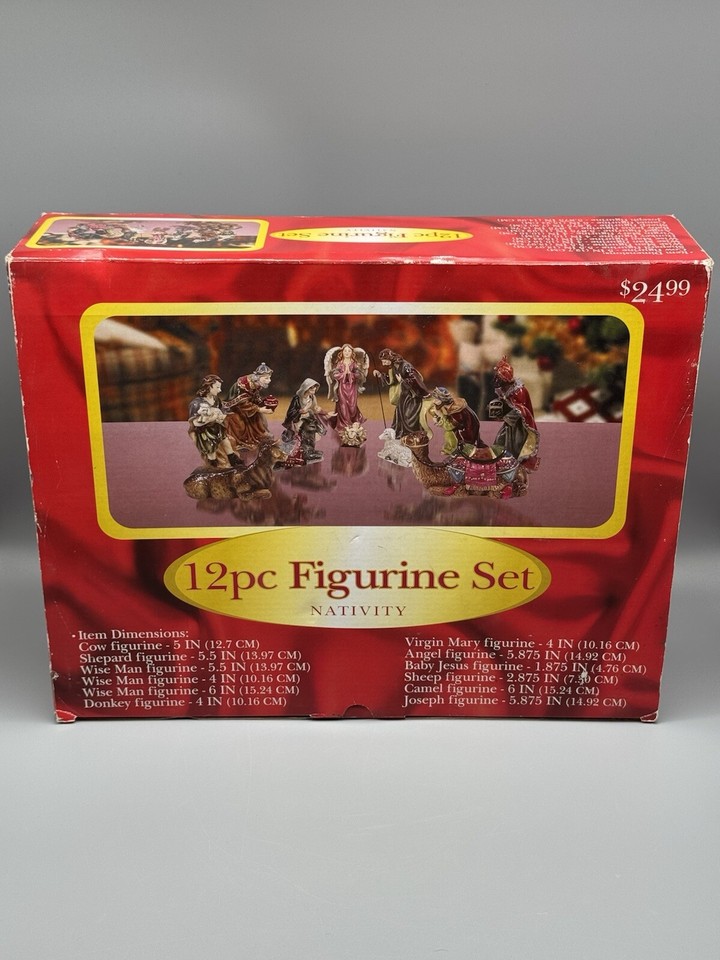 12pc Figurine Set
$24.99
12pc Figurine Set
NATIVITY
•Item Dimensions:
Cow figurine - 5 IN (12.7 CM)
Shepard figurine - 5.5 IN (13.97 CM)
Wise Man figurine - 5.5 IN (13.97 CM)
Wise Man figurine - 4 IN (10.16 CM)
Wise Man figurine - 6 IN (15.24 CM)
Donkey figurine - 4 IN (10.16 CM)
Virgin Mary figurine - 4 IN (10.16 CM)
Angel figurine - 5.875 IN (14.92 CM)
Baby Jesus figurine - 1.875 IN (4.76 CM)
Sheep figurine - 2.875 IN (7.30 CM)
Camel figurine - 6 IN (15.24 CM)
Joseph figurine - 5.875 IN (14.92 CM)